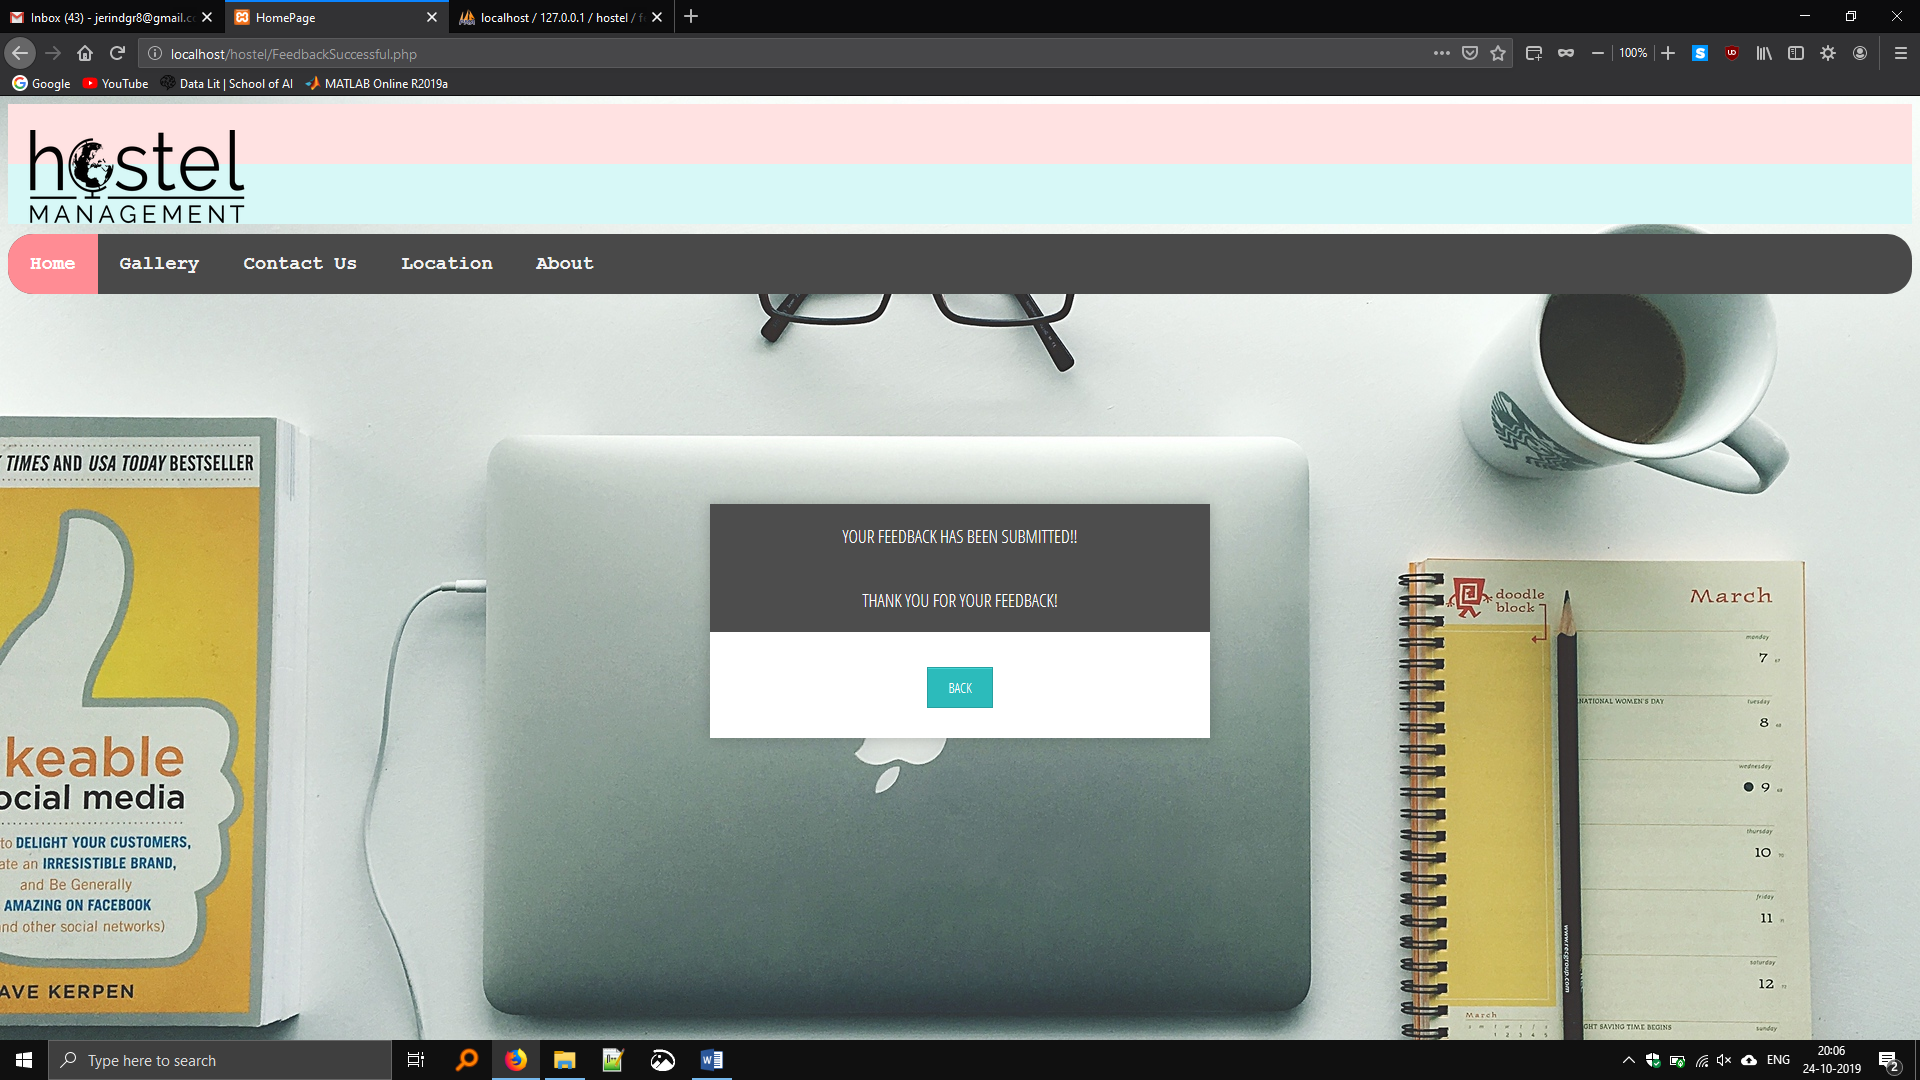 Inbox (43) - jerindgr8@gmail.c
HomePage
localhost / 127.0.0.1 / hostel / f
localhost/hostel/FeedbackSuccessful.php
100%
Google
YouTube
Data Lit | School of AI
MATLAB Online R2019a
hostel
MANAGEMENT
Home
Gallery
Contact Us
Location
About
TIMES AND USA TODAY BESTSELLER
YOUR FEEDBACK HAS BEEN SUBMITTED!!
THANK YOU FOR YOUR FEEDBACK!
BACK
keable
ocial media
to DELIGHT YOUR CUSTOMERS,
ate an IRRESISTIBLE BRAND,
and Be Generally
AMAZING ON FACEBOOK
nd other social networks)
AVE KERPEN
doodle
block
March
monday
7
NATIONAL WOMEN'S DAY
tuesday
8
wednesday
9
thursday
10
friday
11
saturday
12
www.recgroup.com
March
GHT SAVING TIME BEGINS
sunday
Type here to search
ENG
20:06
24-10-2019
2